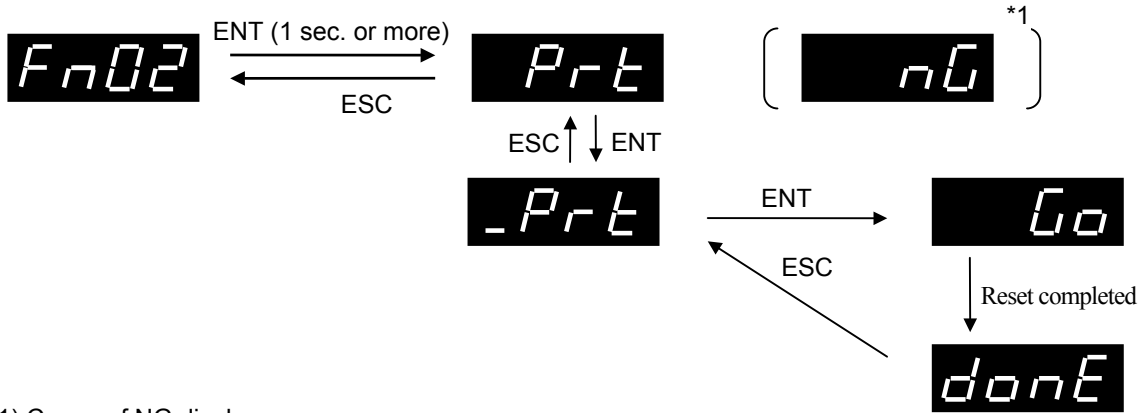 *1
ENT (1 sec. or more)
Fn02
Prt
nG
ESC
ESC
ENT
_Prt
ENT
Go
ESC
Reset completed
donE